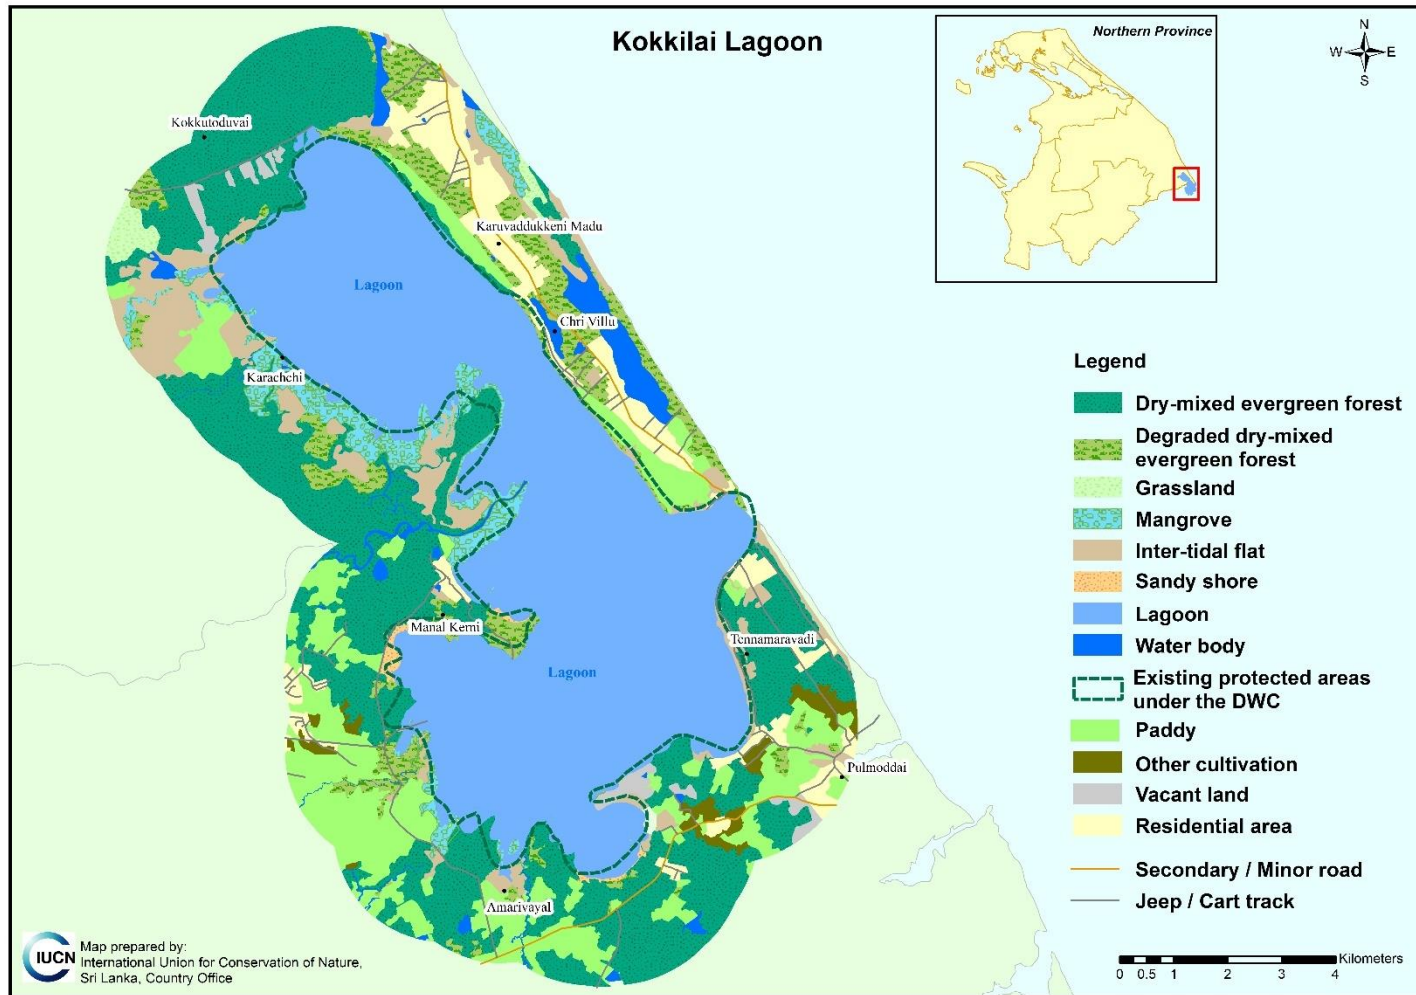 Kokkilai Lagoon
Northern Province
N
W E
S
Kokkutoduvai
Karuvaddukkeni Madu
Lagoon
Chri Villu
Karachchi
Manal Kerni
Tennamaravadi
Lagoon
Pulmoddai
Amarivayal
Legend
Dry-mixed evergreen forest
Degraded dry-mixed
evergreen forest
Grassland
Mangrove
Inter-tidal flat
Sandy shore
Lagoon
Water body
Existing protected areas
under the DWC
Paddy
Other cultivation
Vacant land
Residential area
Secondary / Minor road
Jeep / Cart track
Kilometers
0 0.5 1 2 3 4
IUCN
Map prepared by:
International Union for Conservation of Nature,
Sri Lanka, Country Office